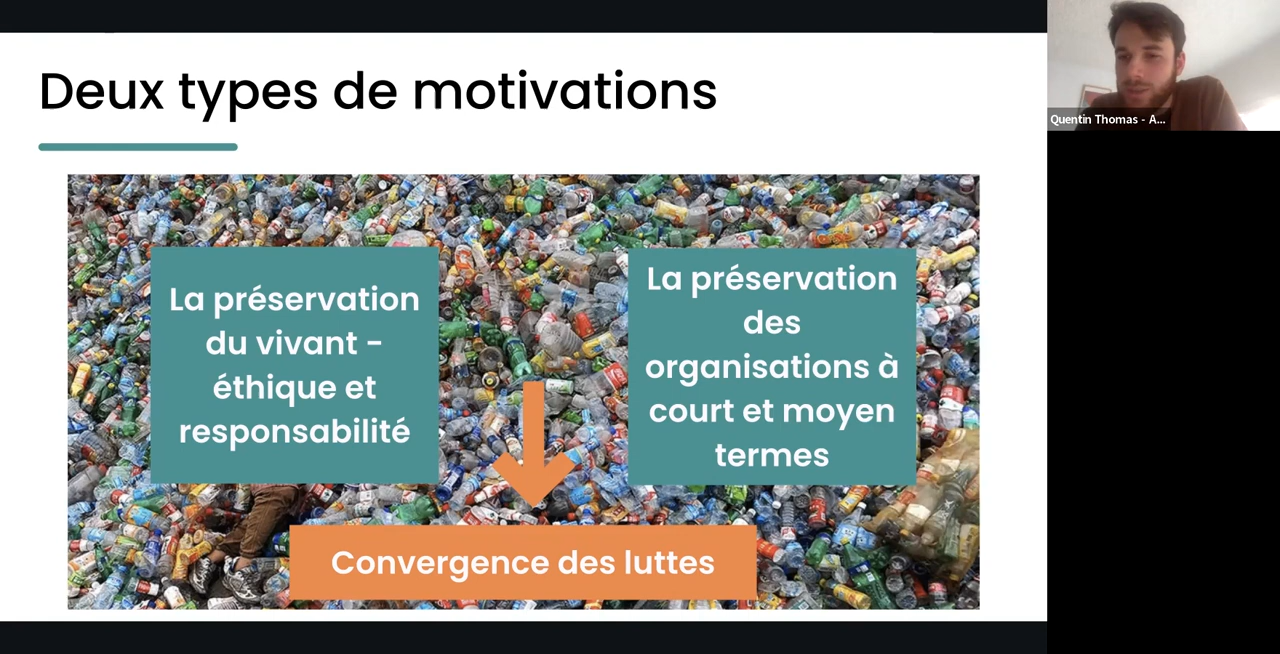 Deux types de motivations
La préservation
du vivant -
éthique et
responsabilité
La préservation
des
organisations à
court et moyen
termes
Convergence des luttes
Quentin Thomas - A...